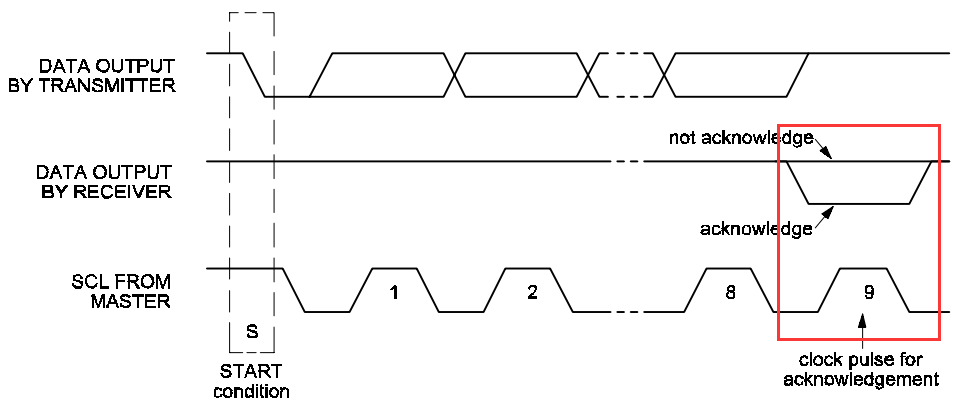 DATA OUTPUT
BY TRANSMITTER
not acknowledge
DATA OUTPUT
BY RECEIVER
acknowledge
SCL FROM
MASTER
1
2
8
9
S
START
condition
clock pulse for
acknowledgement